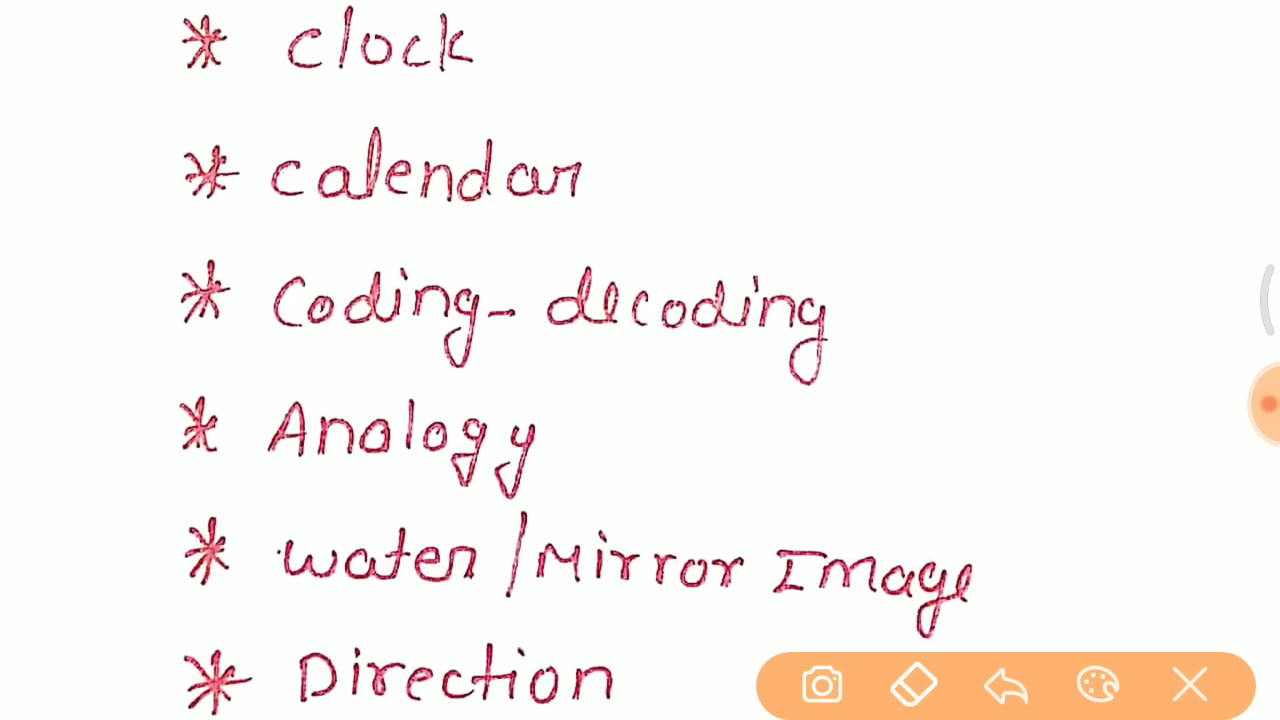 * Clock
* Calendar
* Coding- decoding
* Analogy
* water/Mirror Image
* Direction